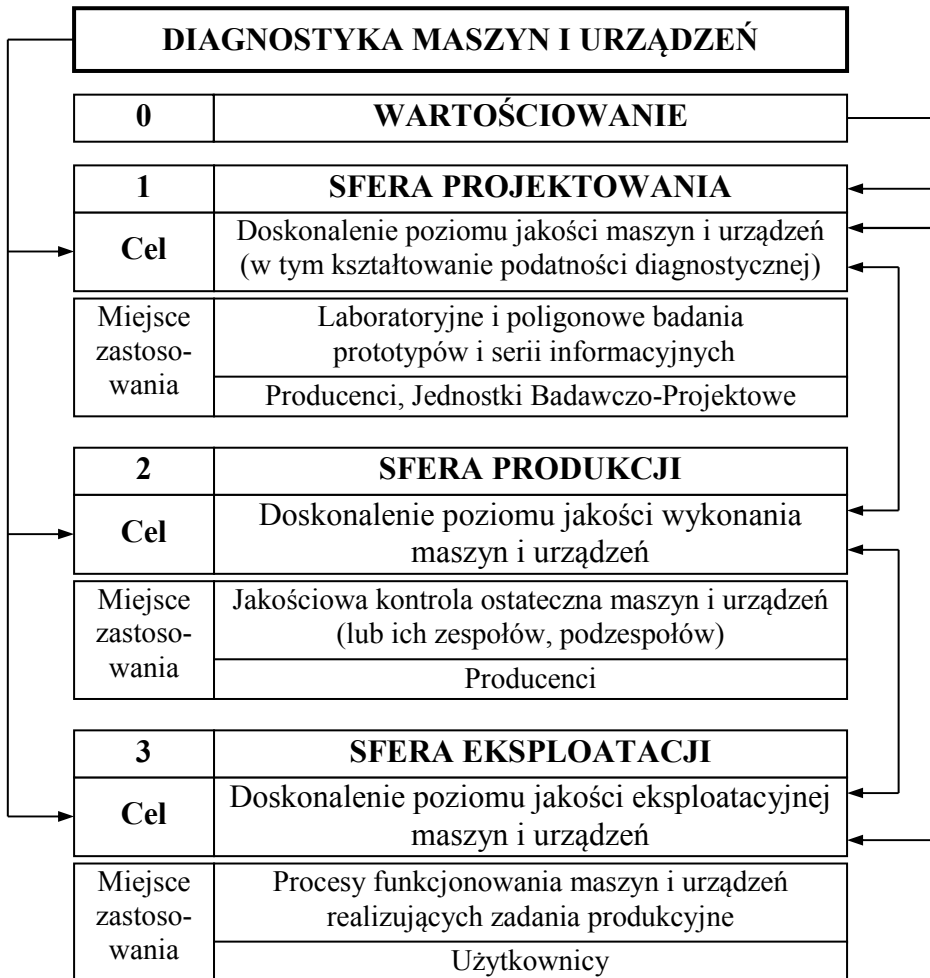 DIAGNOSTYKA MASZYN I URZĄDZEŃ
0 WARTOŚCIOWANIE
1 SFERA PROJEKTOWANIA
Cel
Doskonalenie poziomu jakości maszyn i urządzeń
(w tym kształtowanie podatności diagnostycznej)
Miejsce
zastoso-
wania
Laboratoryjne i poligonowe badania
prototypów i serii informacyjnych
Producenci, Jednostki Badawczo-Projektowe
2 SFERA PRODUKCJI
Cel
Doskonalenie poziomu jakości wykonania
maszyn i urządzeń
Miejsce
zastoso-
wania
Jakościowa kontrola ostateczna maszyn i urządzeń
(lub ich zespołów, podzespołów)
Producenci
3 SFERA EKSPLOATACJI
Cel
Doskonalenie poziomu jakości eksploatacyjnej
maszyn i urządzeń
Miejsce
zastoso-
wania
Procesy funkcjonowania maszyn i urządzeń
realizujących zadania produkcyjne
Użytkownicy